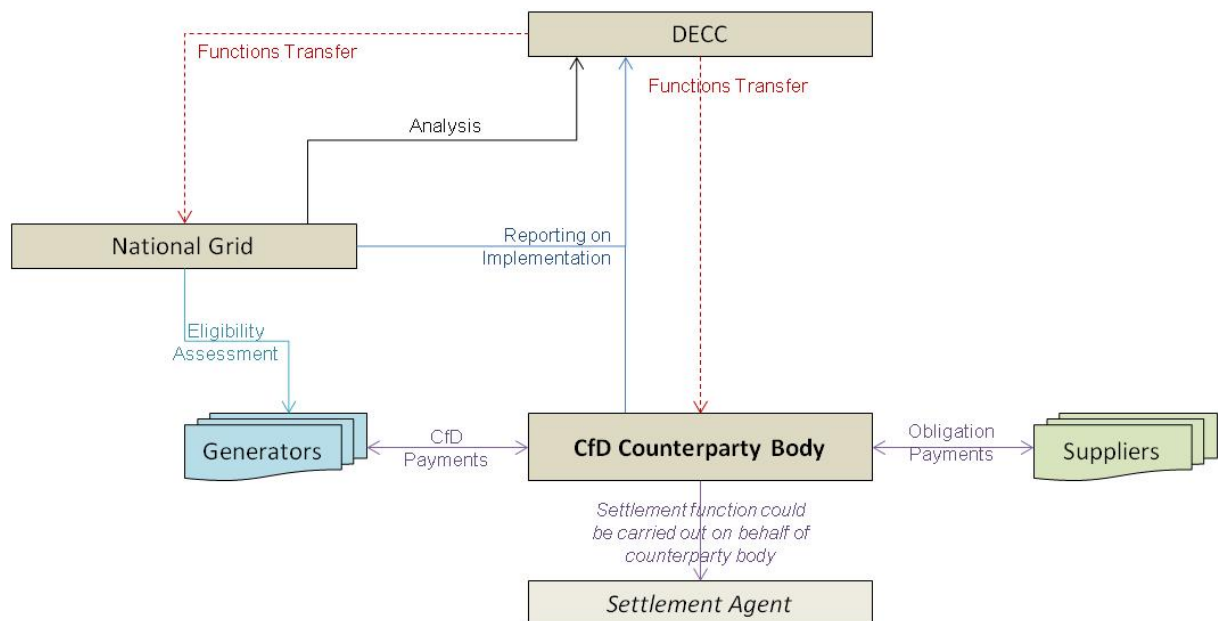 DECC
Functions Transfer
Functions Transfer
Analysis
National Grid
Reporting on
Implementation
Eligibility
Assessment
Generators
CfD
Payments
CfD Counterparty Body
Obligation
Payments
Suppliers
Settlement function could
be carried out on behalf of
counterparty body
Settlement Agent